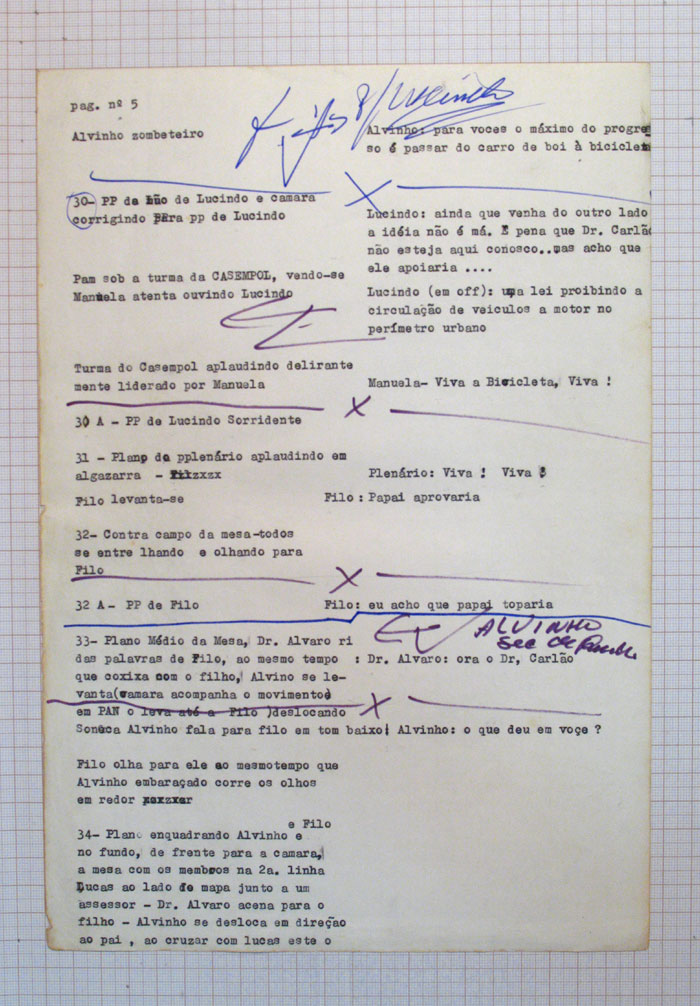 pag. nº 5
Alvinho zombeteiro
Alvinho: para voces o máximo do progre
so é passar do carro de boi à biciclet
30- PP de de Lucindo e camara
corrigindo para pp de Lucindo
Lucindo: ainda que venha do outro lado
a idéia não é má. E pena que Dr. Carlão
não esteja aqui conosco..mas acho que
ele apoiaria ....
Pam sob a turma da CASEMPOL, vendo-se
Manuela atenta ouvindo Lucindo
Lucindo (em off): uma lei proibindo a
circulação de veiculos a motor no
perímetro urbano
Turma do Casempol aplaudindo delirante
mente liderado por Manuela
Manuela- Viva a Bicicleta, Viva !
30 A - PP de Lucindo Sorridente
31 - Plano de pplenário aplaudindo em
algazarra -
Plenário: Viva ! Viva !
Filo levanta-se
Filo : Papai aprovaria
32- Contra campo da mesa-todos
se entre lhando e olhando para
Filo
32 A- PP de Filo
Filo: eu acho que papai toparia
ALVINHO
Sec de
33- Plano Médio da Mesa, Dr. Alvaro ri
das palavras de Filo, ao mesmo tempo : Dr. Alvaro: ora o Dr, Carlão
que coxixa com o filho, Alvino se le-
vanta(camara acompanha o movimento)
em PAN o leva até a Filo )deslocando
Soneca Alvinho fala para filo em tom baixo! Alvinho: o que deu em voçe ?
Filo olha para ele ao mesmotempo que
Alvinho embaraçado corre os olhos
em redor
e Filo
34- Plano enquadrando Alvinho e
no fundo, de frente para a camara,
a mesa com os membros na 2a. linha
Lucas ao lado de mapa junto a um
assessor - Dr. Alvaro acena para o
filho - Alvinho se desloca em direçao
ao pai , ao cruzar com lucas este o